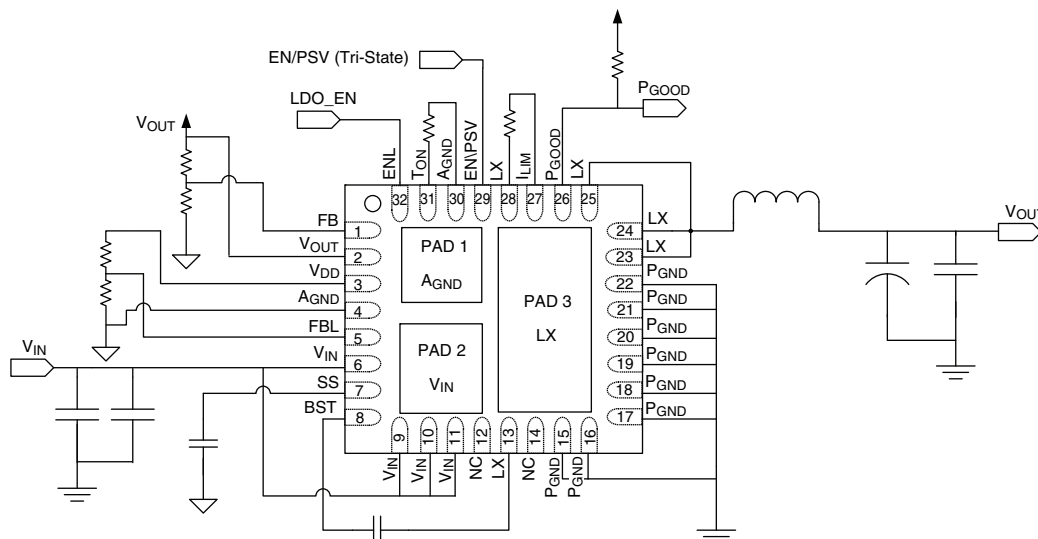 EN/PSV (Tri-State)
LDO_EN
PGOOD
VOUT
ENL
TON
AGND
EN\PSV
LX
ILIM
PGOOD
LX
32
31
30
29
28
27
26
25
FB
1
VOUT
2
VDD
3
AGND
4
FBL
5
VIN
VIN
6
SS
7
BST
8
PAD 1
AGND
PAD 2
VIN
PAD 3
LX
24
LX
23
LX
22
PGND
21
PGND
20
PGND
19
PGND
18
PGND
17
PGND
VOUT
9
10
11
12
13
14
15
16
VIN
VIN
VIN
NC
LX
NC
PGND
PGND